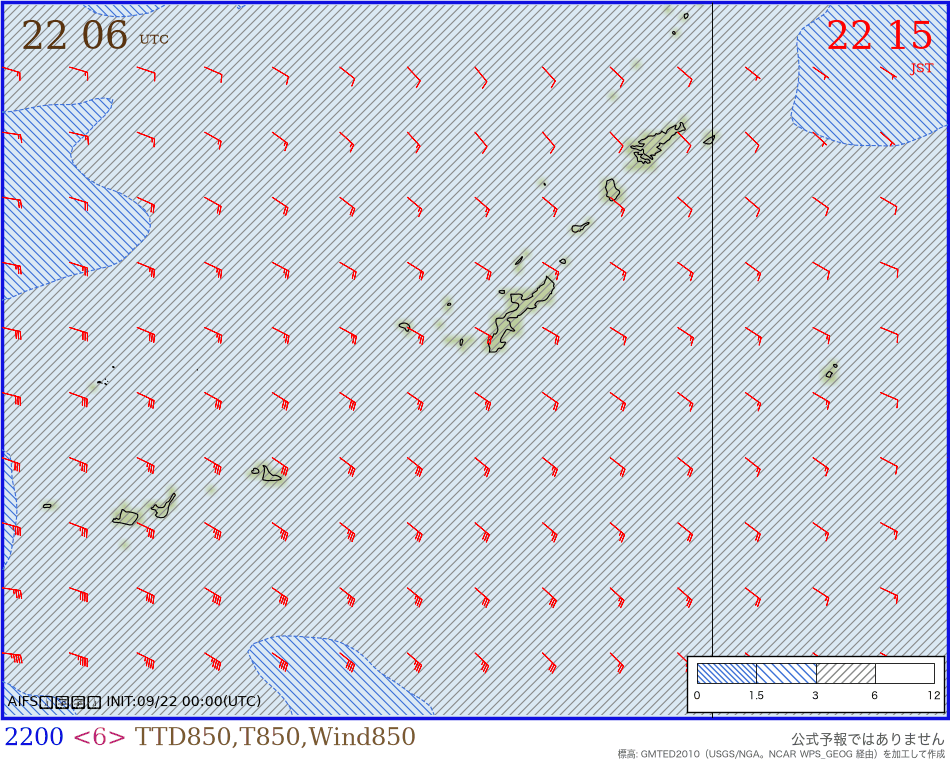 22 06 UTC
22 15
JST
AIFS□□□□ INIT:09/22 00:00(UTC)
0 1.5 3 6 12
2200 <6> TTD850,T850,Wind850
公式予報ではありません
標高: GMTED2010（USGS/NGA。NCAR WPS_GEOG 経由）を加工して作成